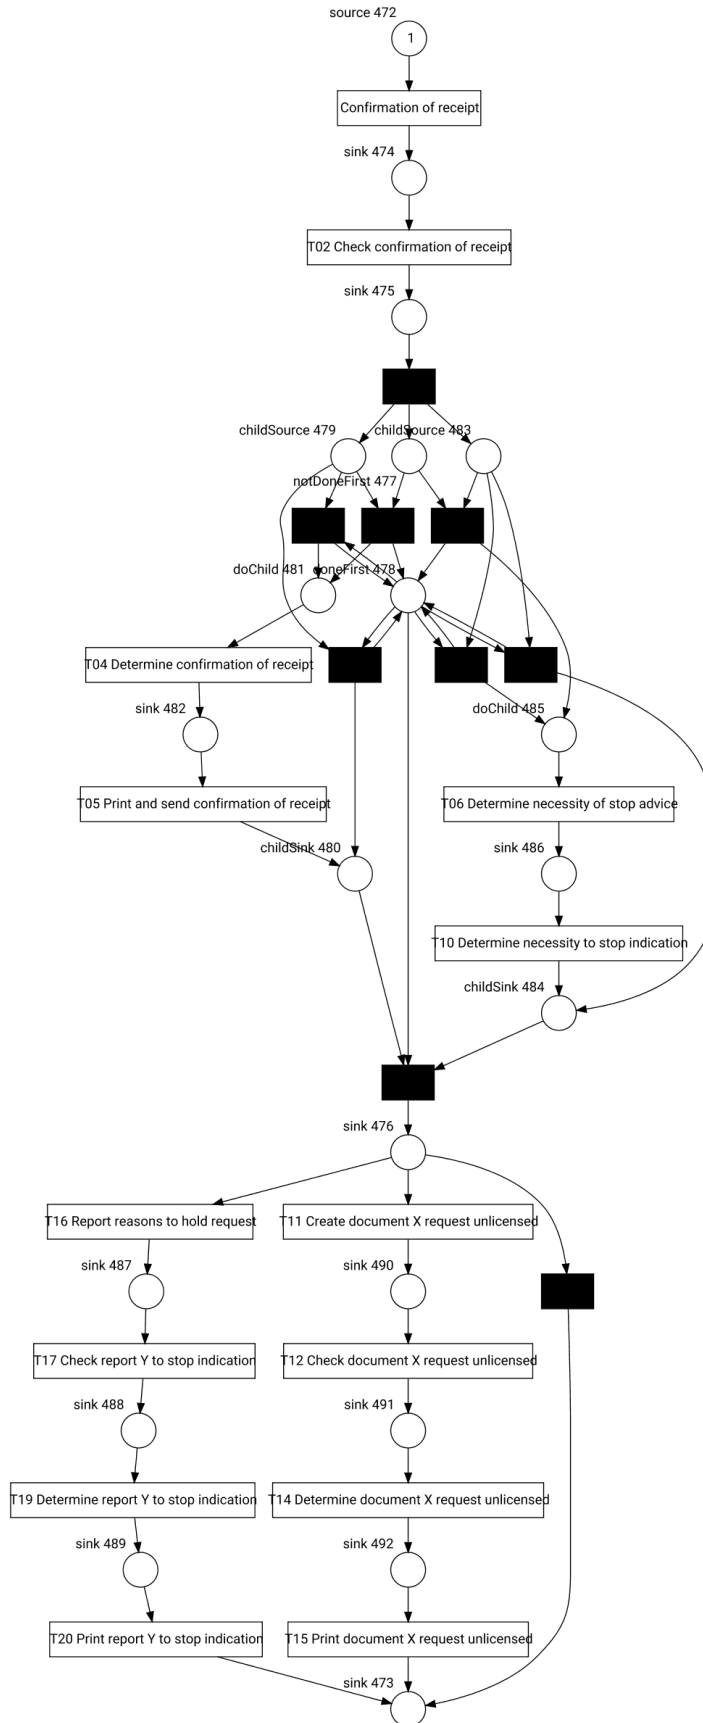 source 472
1
Confirmation of receipt
sink 474
T02 Check confirmation of receipt
sink 475
childSource 479
childSource 483
notDoneFirst 477
doChild 481
doneFirst 478
T04 Determine confirmation of receipt
sink 482
doChild 485
T05 Print and send confirmation of receipt
T06 Determine necessity of stop advice
childSink 480
sink 486
T10 Determine necessity to stop indication
childSink 484
sink 476
T16 Report reasons to hold request
T11 Create document X request unlicensed
sink 487
sink 490
T17 Check report Y to stop indication
T12 Check document X request unlicensed
sink 488
sink 491
T19 Determine report Y to stop indication
T14 Determine document X request unlicensed
sink 489
sink 492
T20 Print report Y to stop indication
T15 Print document X request unlicensed
sink 473